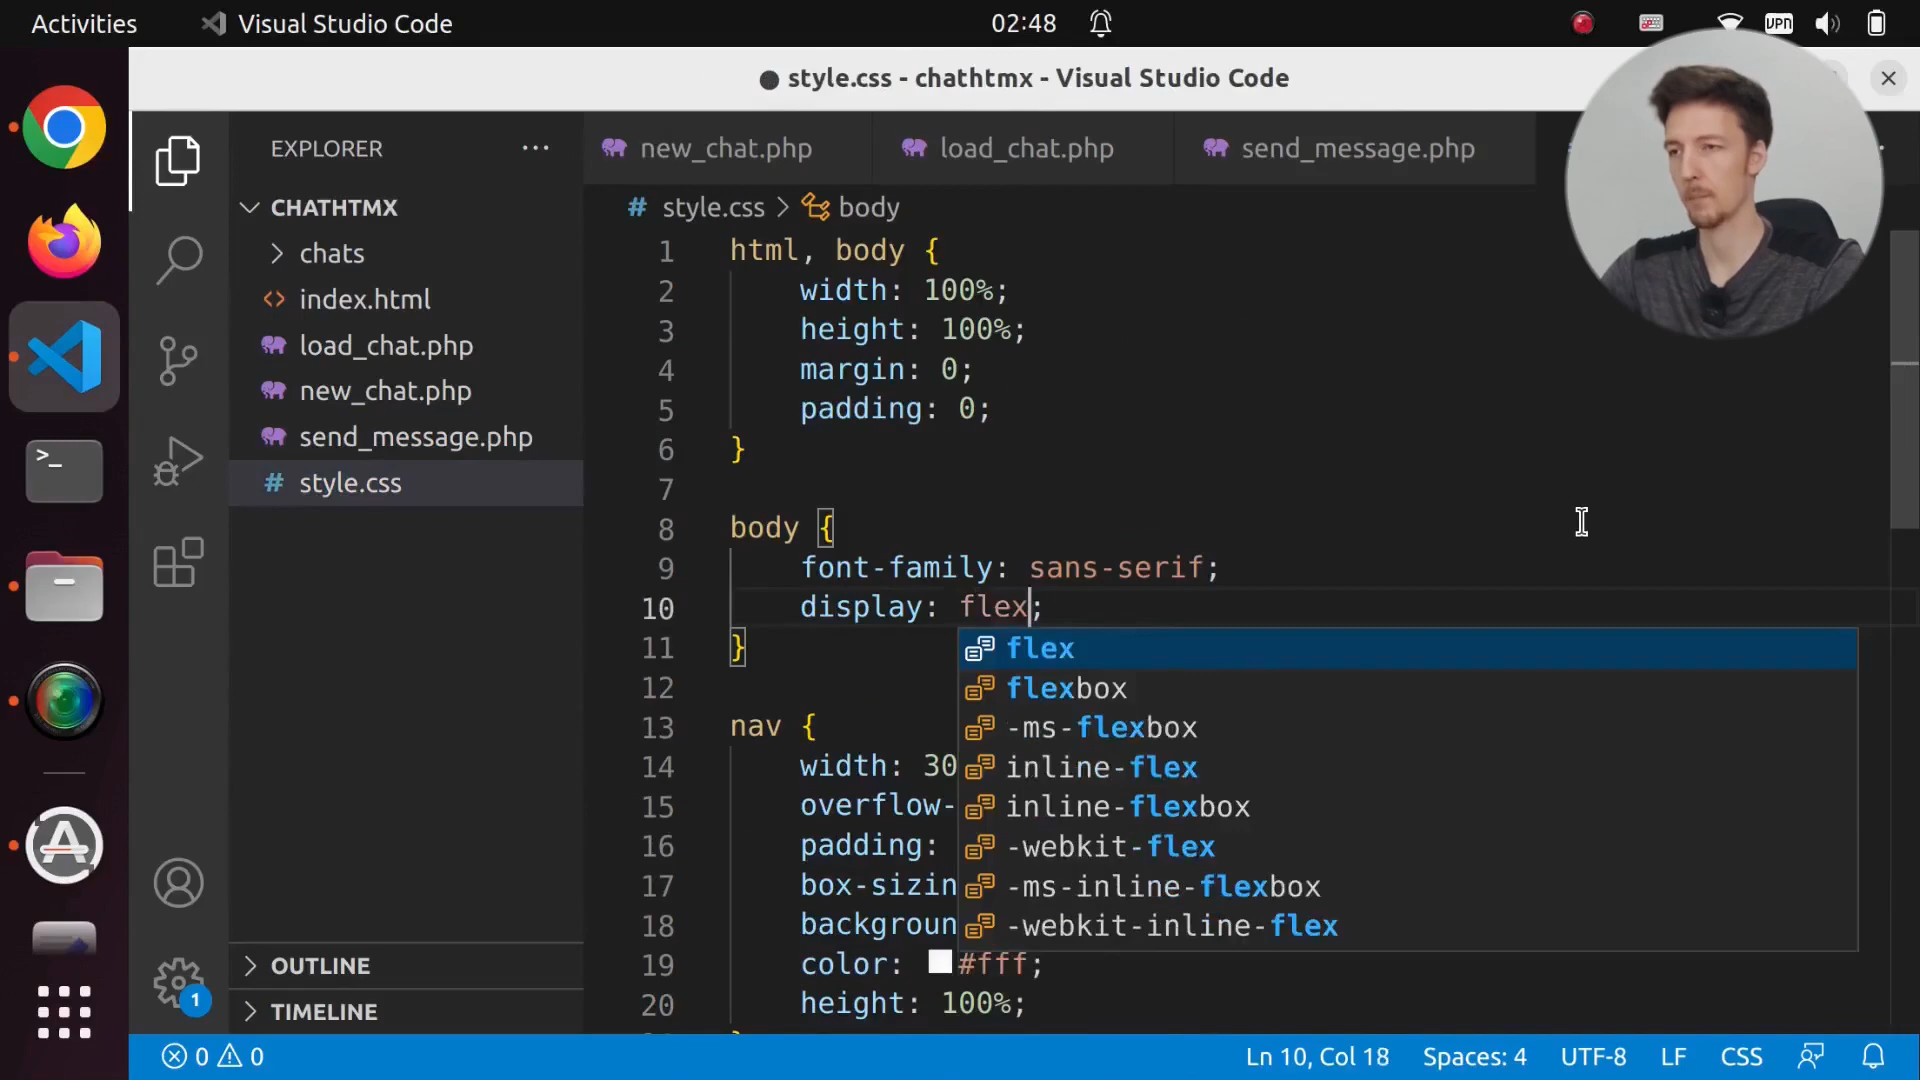 Activities
Visual Studio Code
02:48
VPN
style.css - chathtmx - Visual Studio Code
EXPLORER
new_chat.php
load_chat.php
send_message.php
CHATHTMX
# style.css > body
chats
index.html
load_chat.php
new_chat.php
send_message.php
# style.css
1 html, body {
2 width: 100%;
3 height: 100%;
4 margin: 0;
5 padding: 0;
6 }
7
8 body {
9 font-family: sans-serif;
10 display: flex;
11 }
12
13 nav {
14 width: 30
15 overflow-
16 padding:
17 box-sizin
18 background
19 color: #fff;
20 height: 100%;
flex
flexbox
-ms-flexbox
inline-flex
inline-flexbox
-webkit-flex
-ms-inline-flexbox
-webkit-inline-flex
OUTLINE
TIMELINE
1
0 0
Ln 10, Col 18
Spaces: 4
UTF-8
LF
CSS